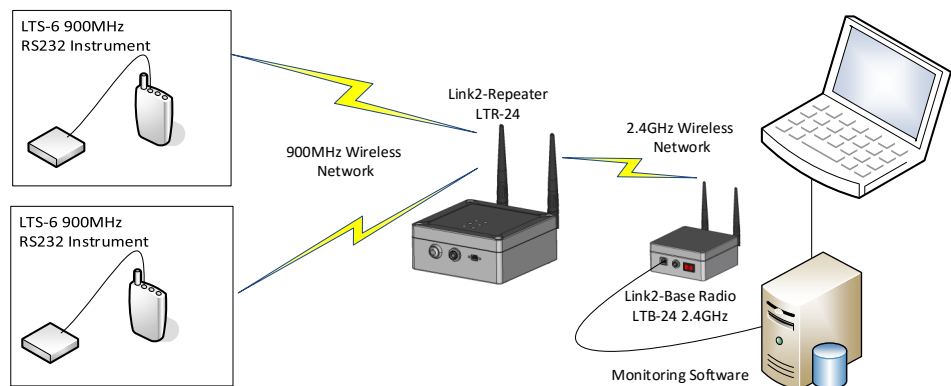 LTS-6 900MHz
RS232 Instrument
Link2-Repeater
LTR-24
900MHz Wireless
Network
2.4GHz Wireless
Network
LTS-6 900MHz
RS232 Instrument
Link2-Base Radio
LTB-24 2.4GHz
Monitoring Software